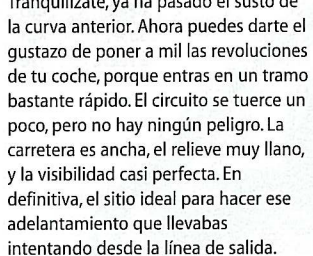 Tranquilízate, ya ha pasado el susto de
la curva anterior. Ahora puedes darte el
gustazo de poner a mil las revoluciones
de tu coche, porque entras en un tramo
bastante rápido. El circuito se tuerce un
poco, pero no hay ningún peligro. La
carretera es ancha, el relieve muy llano,
y la visibilidad casi perfecta. En
definitiva, el sitio ideal para hacer ese
adelantamiento que llevabas
intentando desde la línea de salida.